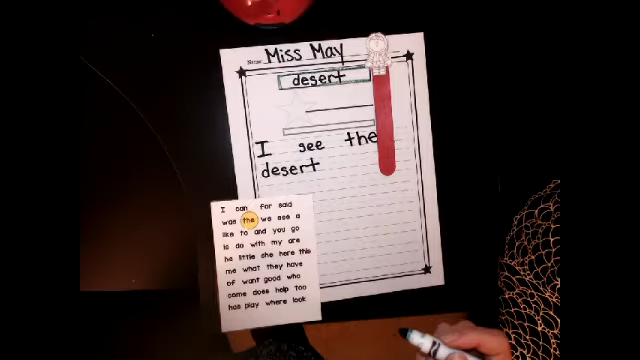 Name: Miss May
desert
I see the
desert
I can for said
was the we see a
like to and you go
is do with my are
he little she here this
me what they have
of want good who
come does help too
has play where look